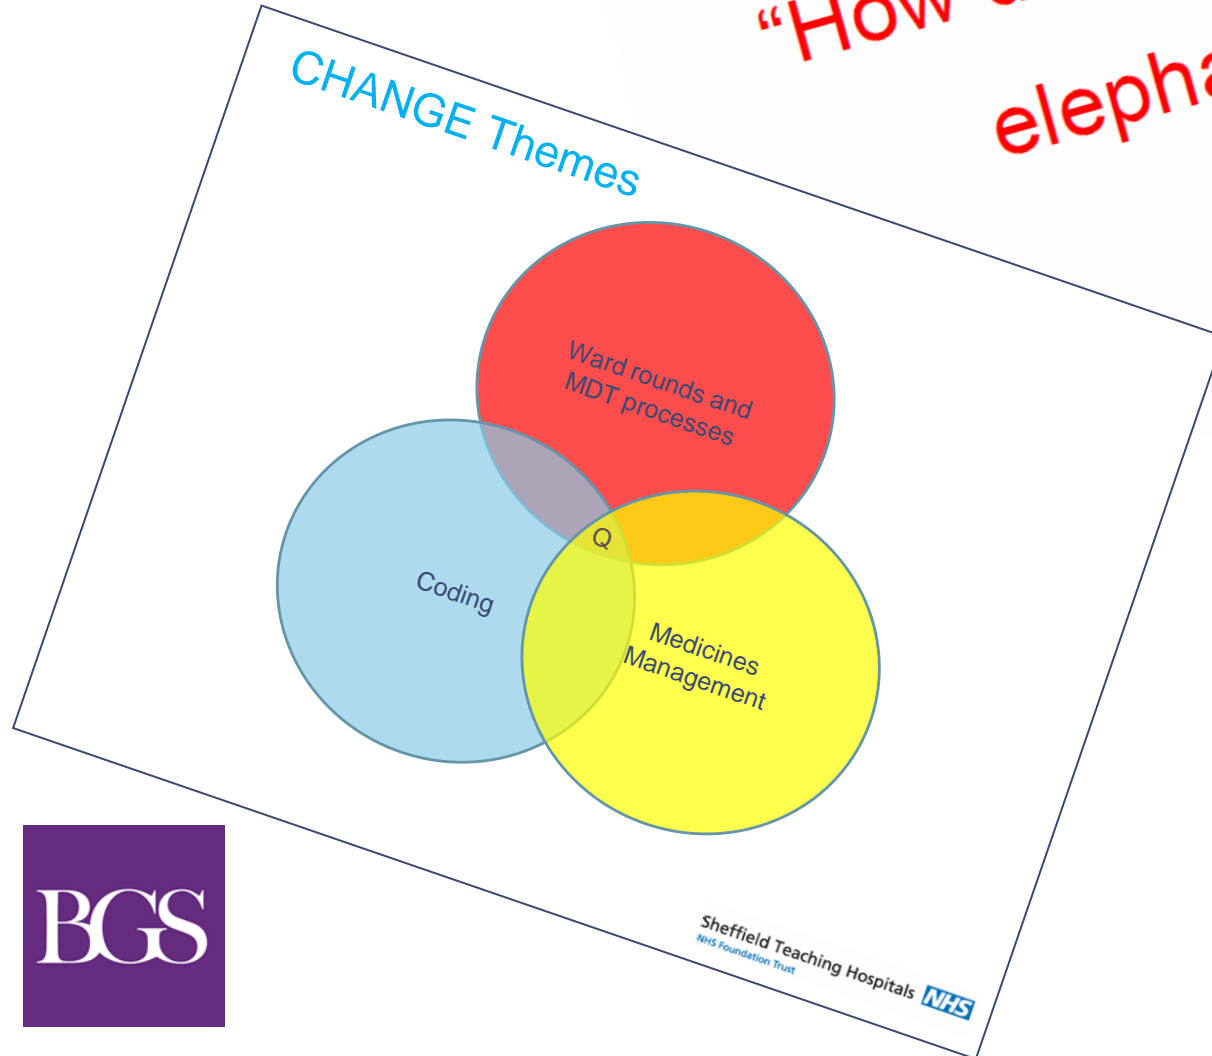 “How
elepha
CHANGE Themes
Ward rounds and
MDT processes
Q
Coding
Medicines
Management
BGS
Sheffield Teaching Hospitals
NHS
NHS Foundation Trust